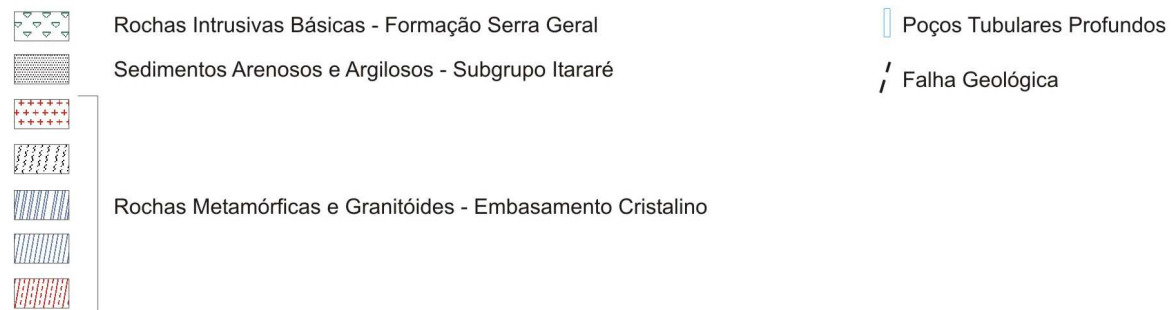 Rochas Intrusivas Básicas - Formação Serra Geral
Sedimentos Arenosos e Argilosos - Subgrupo Itararé
Rochas Metamórficas e Granitóides - Embasamento Cristalino
Poços Tubulares Profundos
Falha Geológica